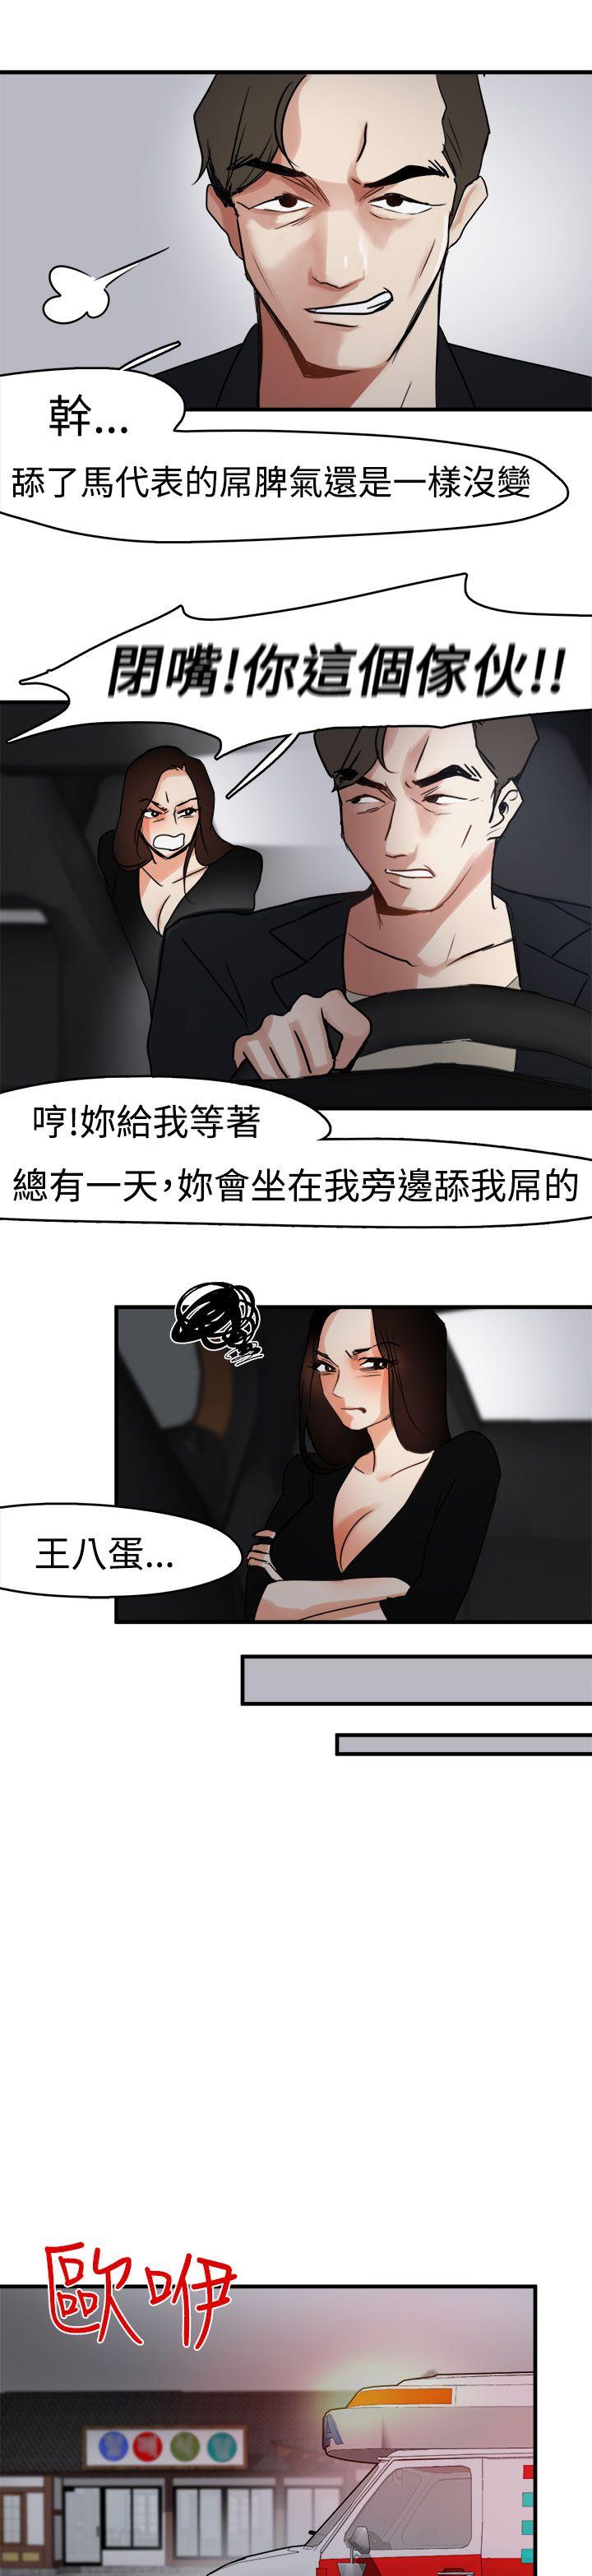 幹...
舔了馬代表的屌脾氣還是一樣沒變
閉嘴!你這個傢伙!!
哼!妳給我等著
總有一天,妳會坐在我旁邊舔我屌的
王八蛋...
歐咿
A